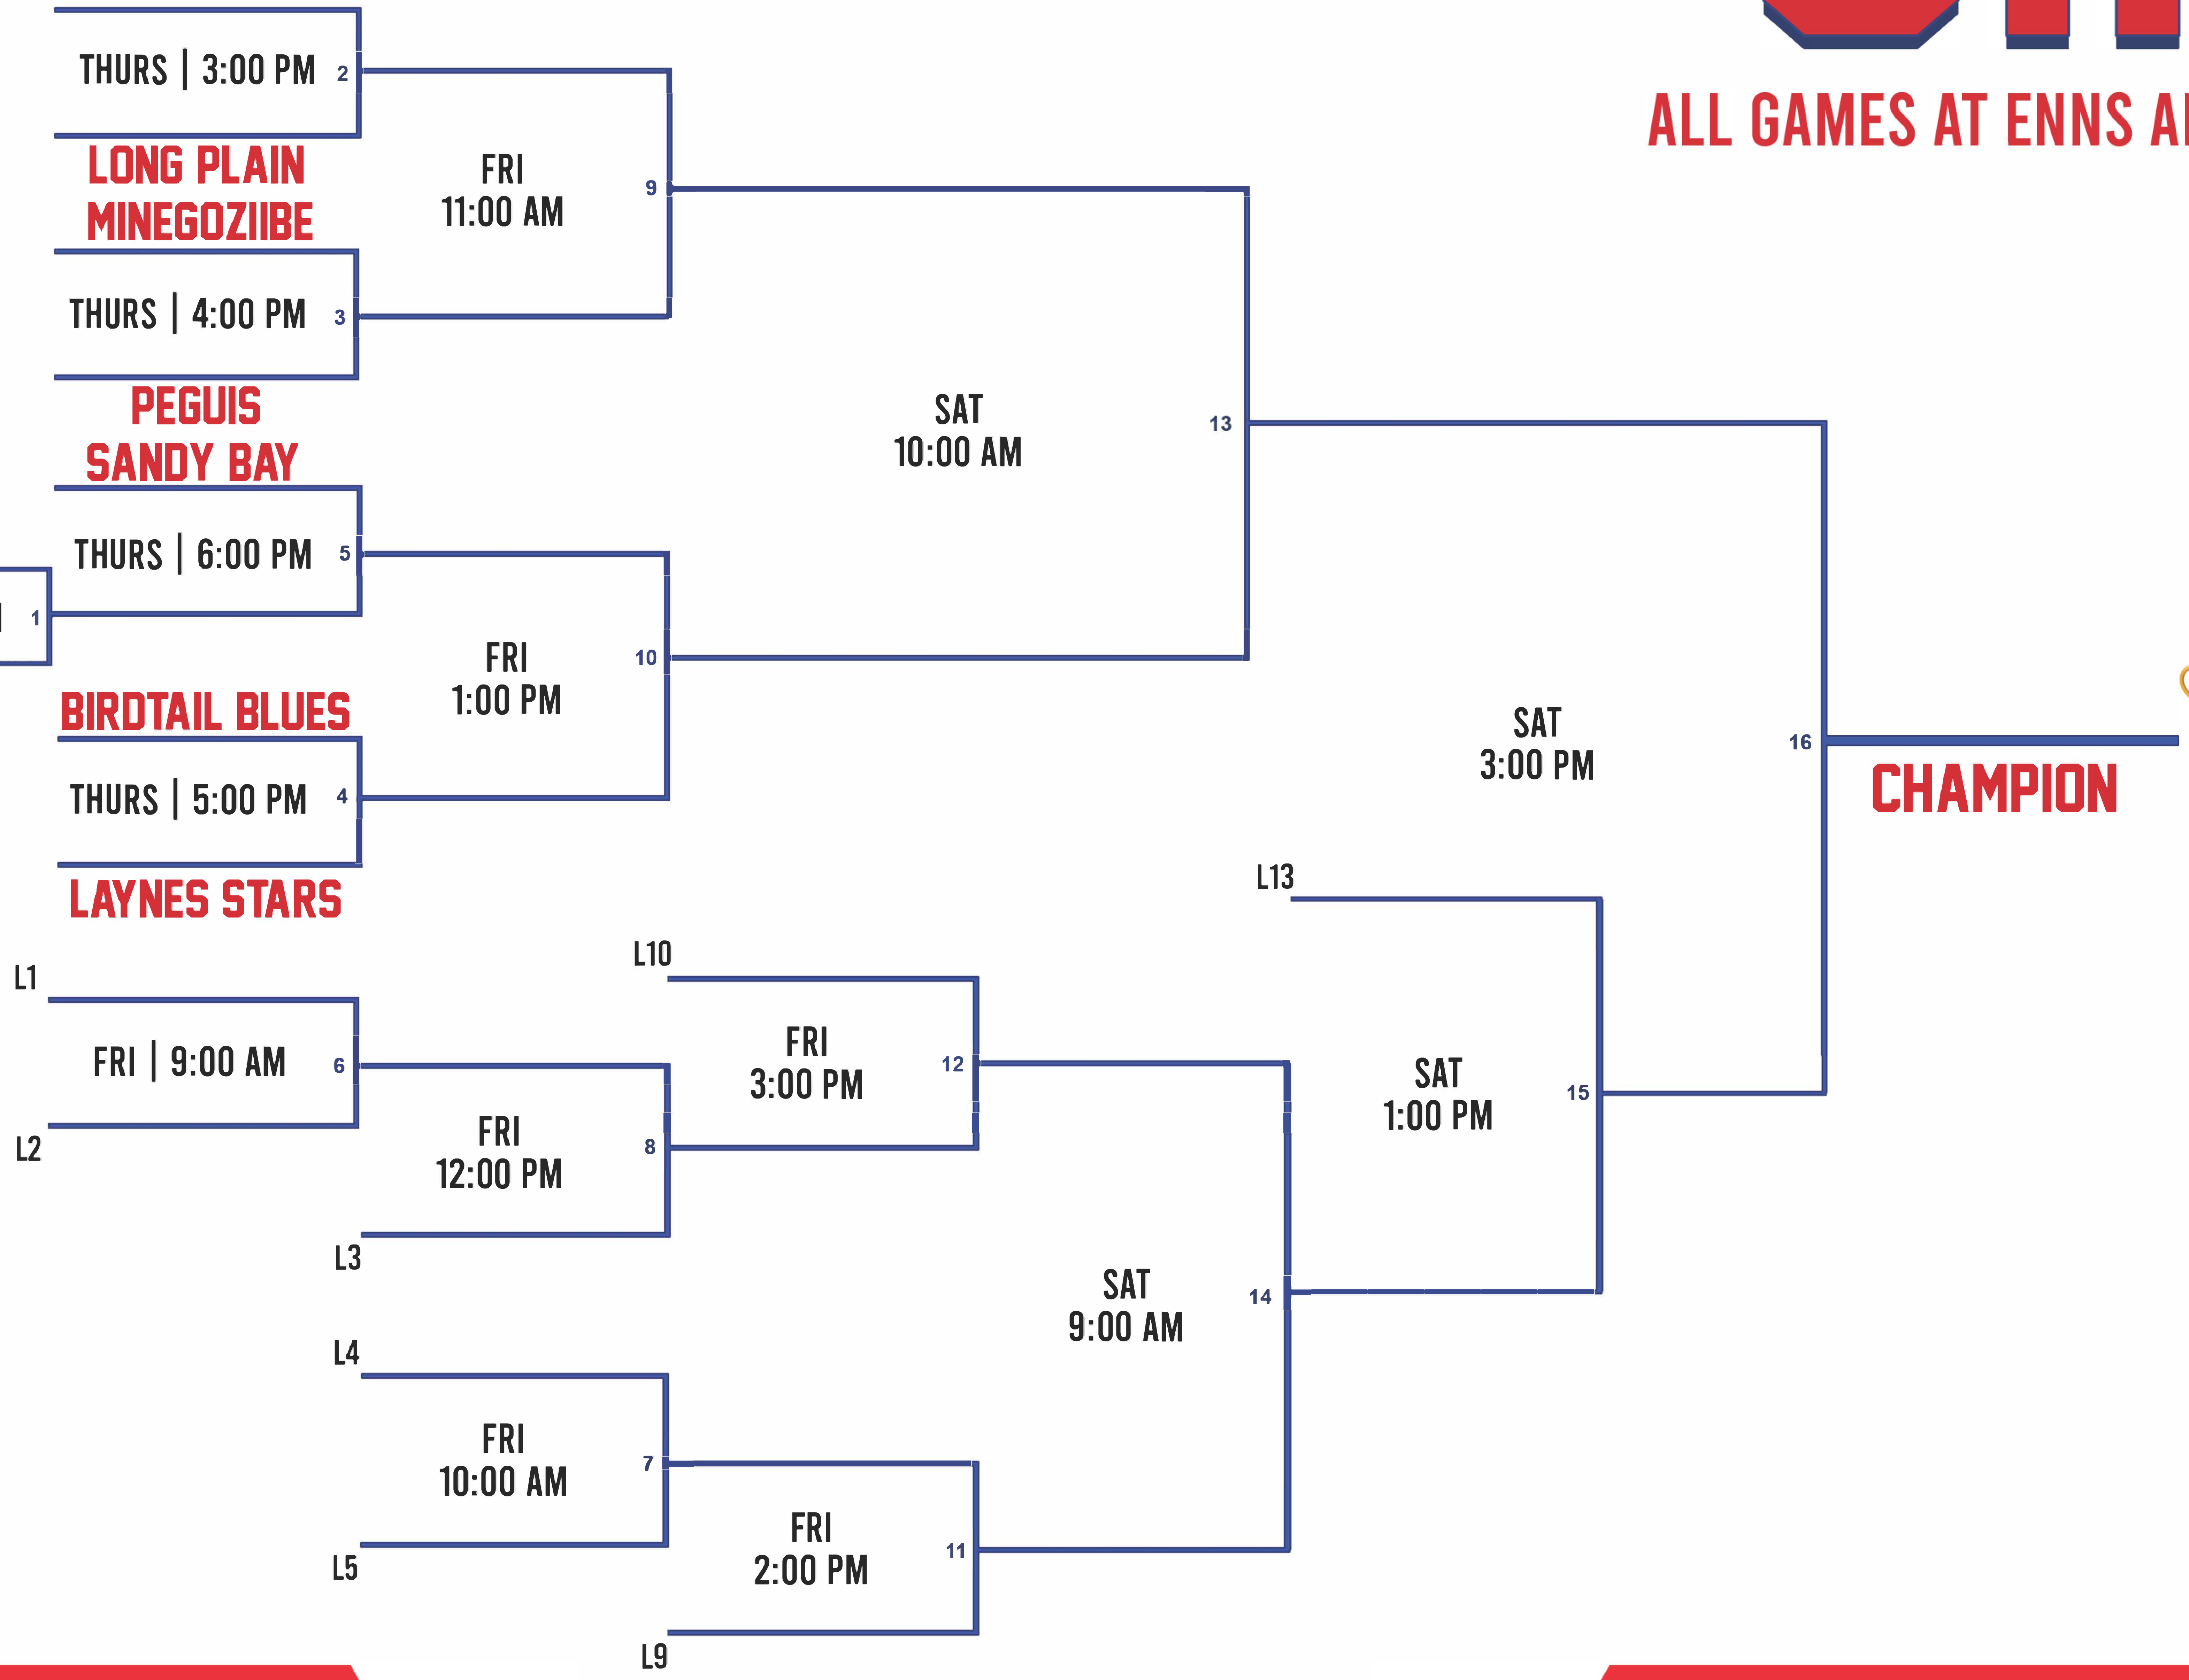 ALL GAMES AT ENNS
THURS | 3:00 PM 2
LONG PLAIN
MINEGOZIIBE
FRI
11:00 AM
9
THURS | 4:00 PM 3
PEGUIS
SANDY BAY
SAT
10:00 AM
13
THURS | 6:00 PM 5
1
FRI
1:00 PM
10
BIRDTAIL BLUES
THURS | 5:00 PM 4
LAYNES STARS
SAT
3:00 PM
16
CHAMPION
L13
L10
L1
FRI | 9:00 AM 6
L2
FRI
3:00 PM
12
SAT
1:00 PM
15
FRI
12:00 PM
8
L3
SAT
9:00 AM
14
L4
FRI
10:00 AM
7
L5
FRI
2:00 PM
11
L9